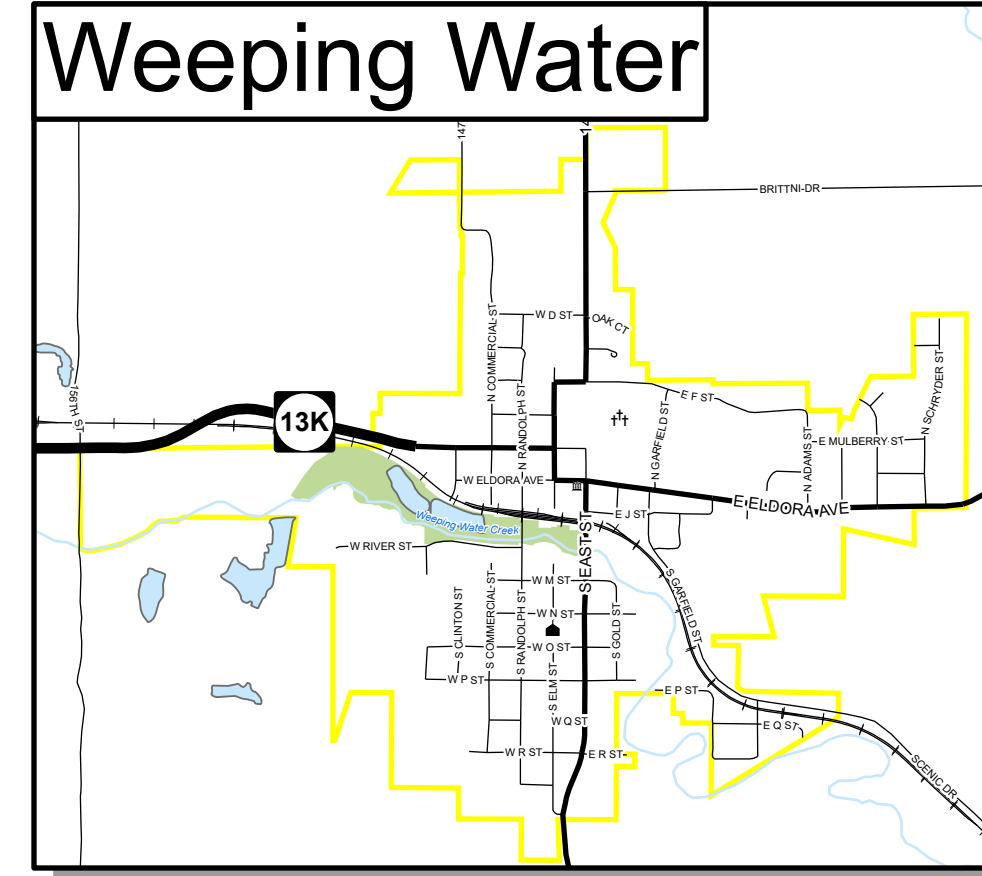 Weeping Water
147
14
BRITTNI-DR
W D ST
OAK CT
N COMMERCIAL ST
156TH ST
N RANDOLPH ST
N SCHRYDER ST
E F ST
13K
N GARFIELD ST
N ADAMS ST
E MULBERRY ST
W ELDORA AVE
E ELDORA AVE
E J ST
Weeping Water Creek
S EAST ST
W RIVER ST
W M ST
S GARFIELD ST
S CLINTON ST
S COMMERCIAL ST
S RANDOLPH ST
W N ST
S GOLD ST
W O ST
W P ST
S ELM ST
E P ST
W Q ST
E Q ST
W R ST
E R ST
SCENIC DR